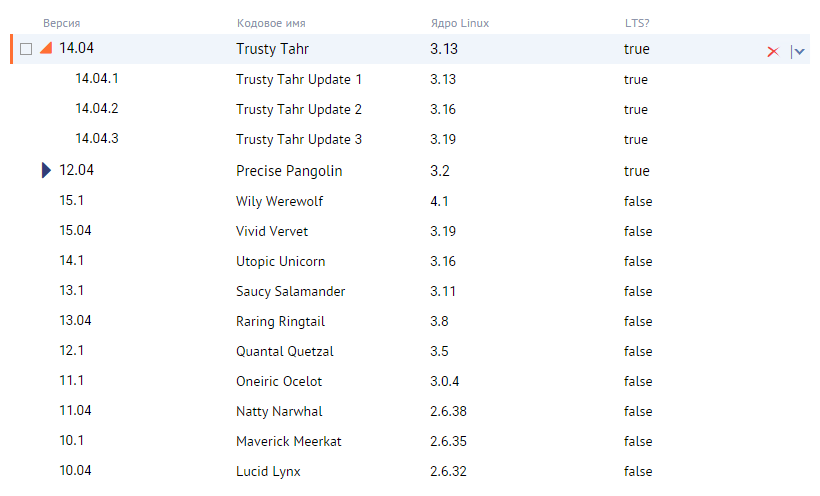 Версия Кодовое имя Ядро Linux LTS?
14.04 Trusty Tahr 3.13 true
14.04.1 Trusty Tahr Update 1 3.13 true
14.04.2 Trusty Tahr Update 2 3.16 true
14.04.3 Trusty Tahr Update 3 3.19 true
12.04 Precise Pangolin 3.2 true
15.1 Wily Werewolf 4.1 false
15.04 Vivid Vervet 3.19 false
14.1 Utopic Unicorn 3.16 false
13.1 Saucy Salamander 3.11 false
13.04 Raring Ringtail 3.8 false
12.1 Quantal Quetzal 3.5 false
11.1 Oneiric Ocelot 3.0.4 false
11.04 Natty Narwhal 2.6.38 false
10.1 Maverick Meerkat 2.6.35 false
10.04 Lucid Lynx 2.6.32 false